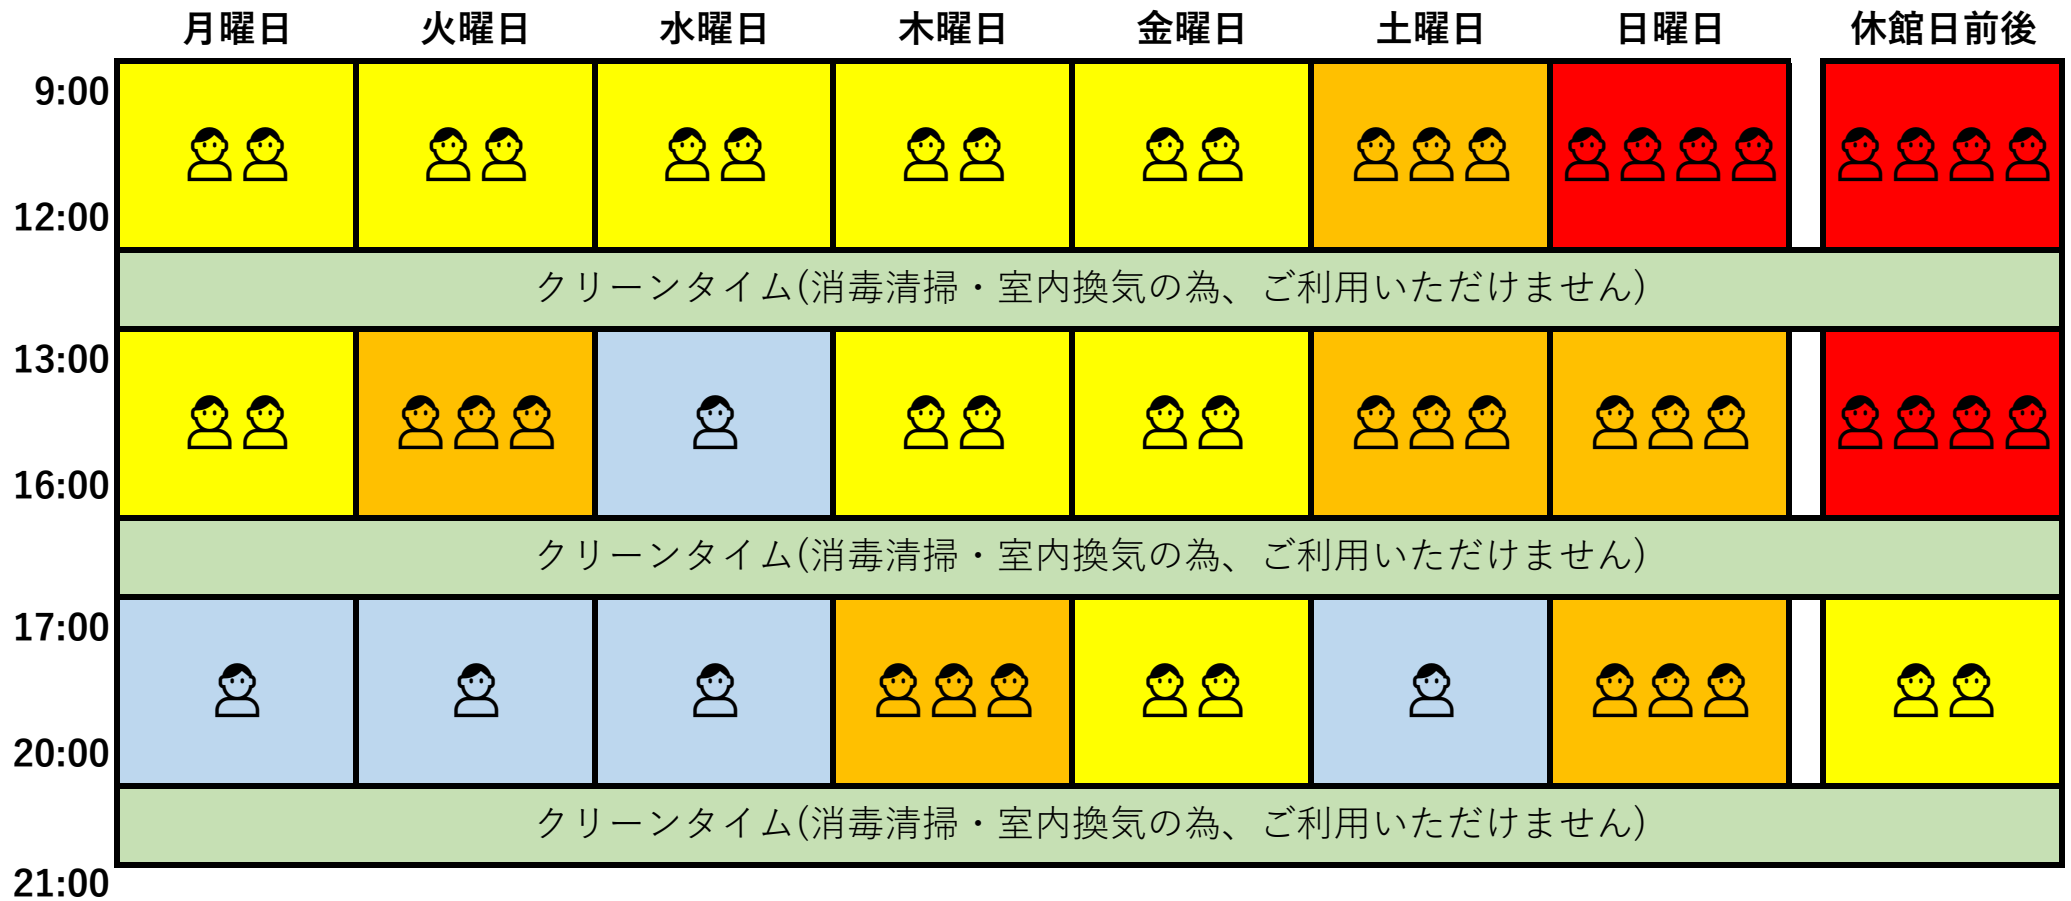 月曜日 火曜日 水曜日 木曜日 金曜日 土曜日 日曜日 休館日前後
9:00
12:00
クリーンタイム(消毒清掃・室内換気の為、ご利用いただけません)
13:00
16:00
クリーンタイム(消毒清掃・室内換気の為、ご利用いただけません)
17:00
20:00
クリーンタイム(消毒清掃・室内換気の為、ご利用いただけません)
21:00